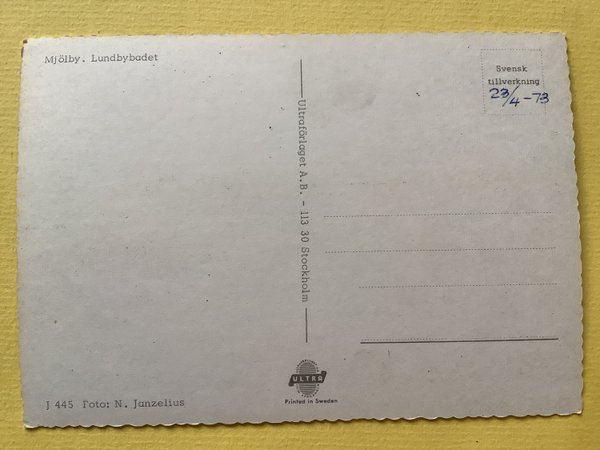 Mjölby. Lundbybadet
Svensk
tillverkning
23/4-73
Ultraförlaget A.B. - 113 30 Stockholm
ULTRA
Printed in Sweden
J 445 Foto: N. Janzelius